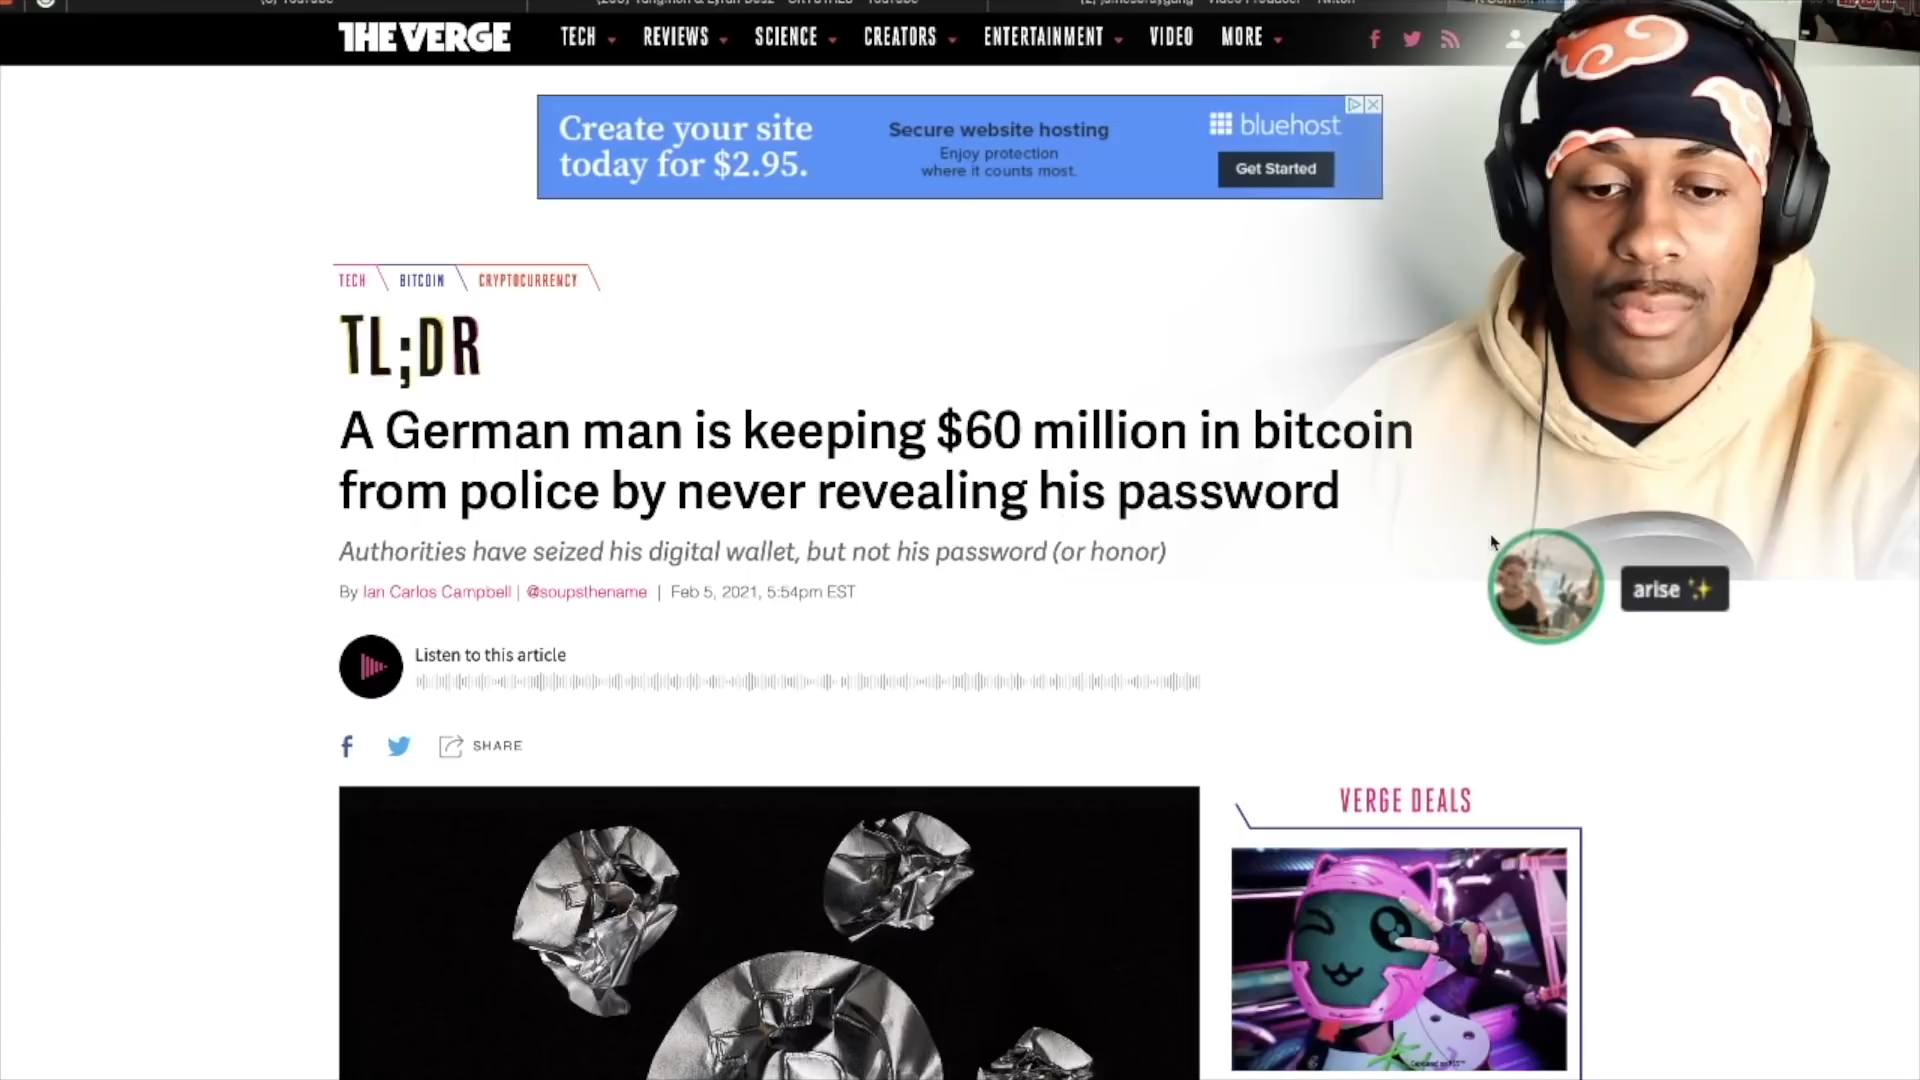 THE VERGE
TECH REVIEWS SCIENCE CREATORS ENTERTAINMENT VIDEO MORE
Create your site
today for $2.95.
Secure website hosting
Enjoy protection
where it counts most.
bluehost
Get Started
TECH BITCOIN CRYPTOCURRENCY
TL;DR
A German man is keeping $60 million in bitcoin
from police by never revealing his password
Authorities have seized his digital wallet, but not his password (or honor)
By Ian Carlos Campbell | @soupsthename | Feb 5, 2021, 5:54pm EST
arise ✨
Listen to this article
SHARE
VERGE DEALS